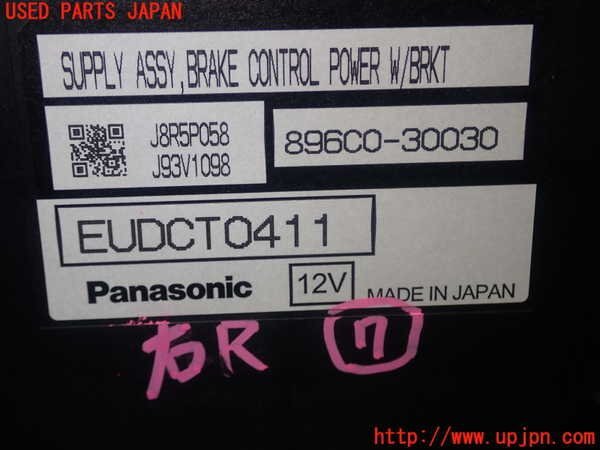 USED PARTS JAPAN
SUPPLY ASSY,BRAKE CONTROL POWER W/BRKT
J8R5P058
J93V1098
896C0-30030
EUDCT0411
Panasonic
12V
MADE IN JAPAN
右R
7
http://www.upjpn.com/